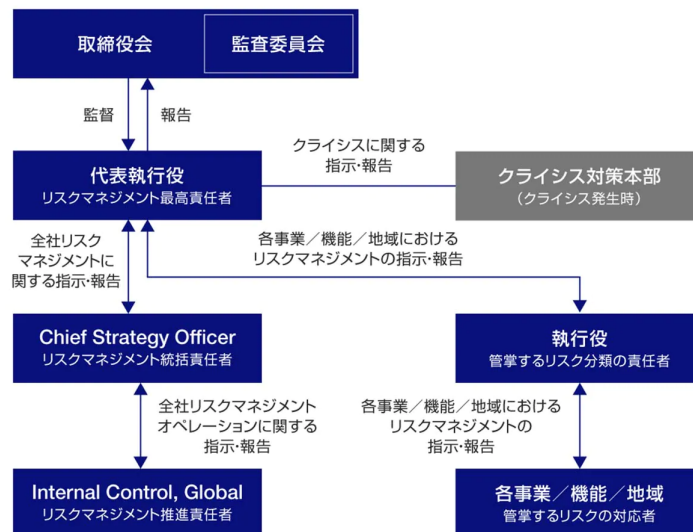 取締役会
監査委員会
監督
報告
代表執行役
リスクマネジメント最高責任者
クライシスに関する
指示・報告
クライシス対策本部
（クライシス発生時）
全社リスク
マネジメントに
関する指示・報告
各事業／機能／地域における
リスクマネジメントの指示・報告
Chief Strategy Officer
リスクマネジメント統括責任者
執行役
管掌するリスク分類の責任者
全社リスクマネジメント
オペレーションに関する
指示・報告
各事業／機能／地域における
リスクマネジメントの
指示・報告
Internal Control, Global
リスクマネジメント推進責任者
各事業／機能／地域
管掌するリスクの対応者